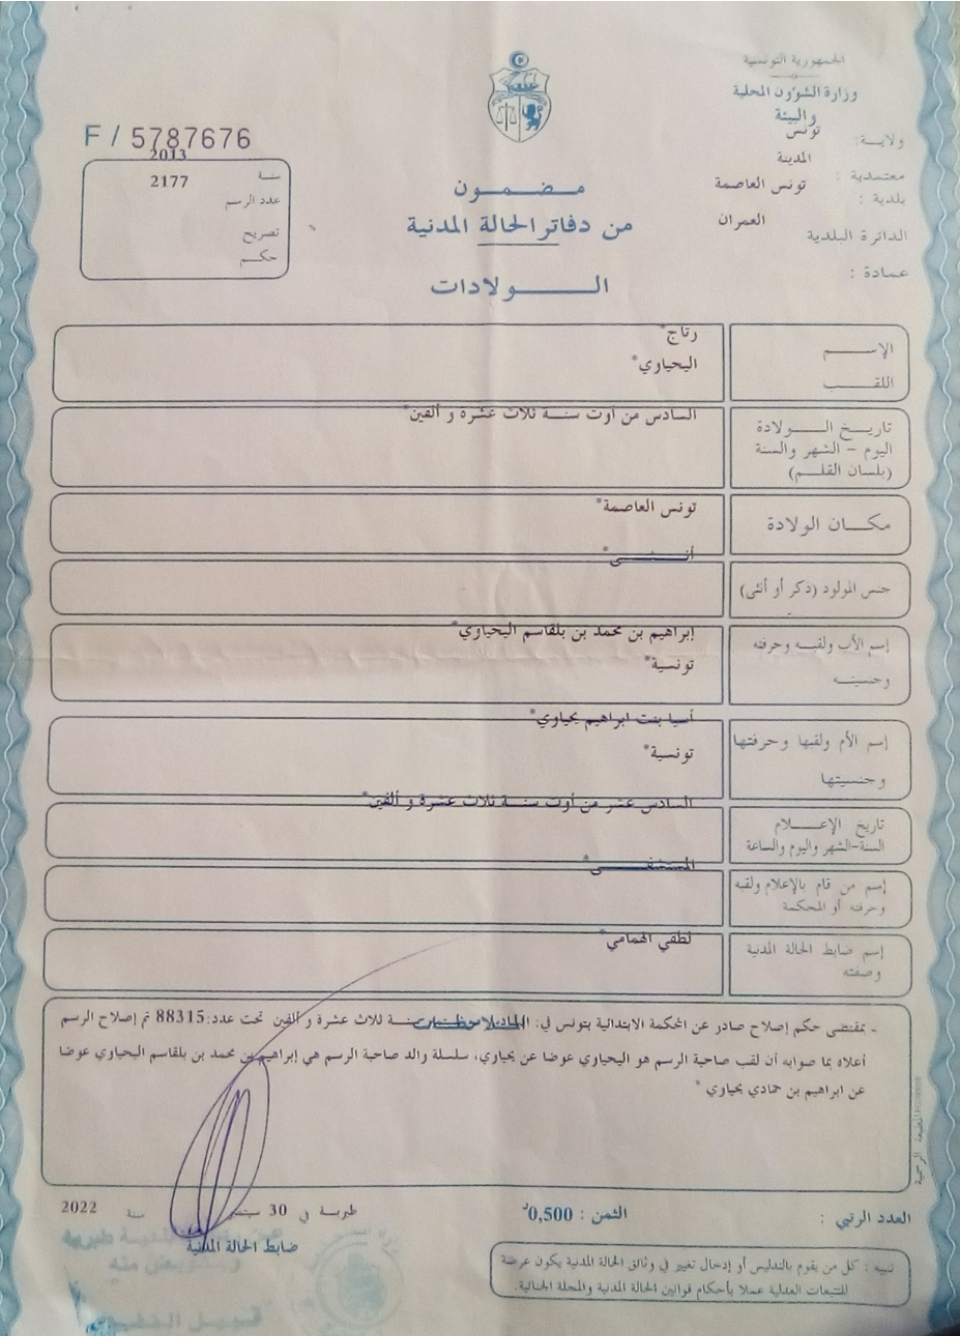 الجمهورية التونسية
وزارة الشؤون المحلية
والبيئة
ولاية: تونس
المدينة
معتمدية :
بلدية : تونس العاصمة
الدائرة البلدية العمران
عمادة :
F / 5787676
سنة 2013
عدد الرسم 2177
تصريح
حكم
مضمون
من دفاتر الحالة المدنية
الولادات
الاسم رتاج*
اللقب اليحياوي*
تاريخ الولادة
اليوم – الشهر والسنة
(بلسان القلم)
السادس من أوت سنة ثلاث عشرة و ألفين*
مكان الولادة تونس العاصمة*
جنس المولود (ذكر أو أنثى) أنثى*
إسم الأب ولقبه وحرفته
وجنسيته
إبراهيم بن محمد بن بلقاسم اليحياوي*
تونسية*
إسم الأم ولقبها وحرفتها
وجنسيتها
أسيا بنت ابراهيم يحياوي*
تونسية*
تاريخ الإعلام
السنة-الشهر واليوم والساعة
السادس عشر من أوت سنة ثلاث عشرة و ألفين*
إسم من قام بالإعلام ولقبه
وحرفته أو المحكمة
المستشفى*
إسم ضابط الحالة المدنية
وصفته
لطفي الهمامي*
- بمقتضى حكم إصلاح صادر عن المحكمة الابتدائية بتونس في: سنة ثلاث عشرة و ألفين تحت عدد:88315 تم إصلاح الرسم
أعلاه بما صوابه أن لقب صاحبة الرسم هو اليحياوي عوضا عن يحياوي، سلسلة والد صاحبة الرسم هي إبراهيم بن محمد بن بلقاسم اليحياوي عوضا
عن ابراهيم بن حمادي يحياوي *
المطبعة الرسمية
العدد الرتبي :
الثمن : 0,500د
طبربة في 30 سبتمبر سنة 2022
ضابط الحالة المدنية
تنبيه : كل من يقوم بالتدليس أو إدخال تغيير في وثائق الحالة المدنية يكون عرضة
للتتبعات العدلية عملا بأحكام قوانين الحالة المدنية والمجلة الجنائية.